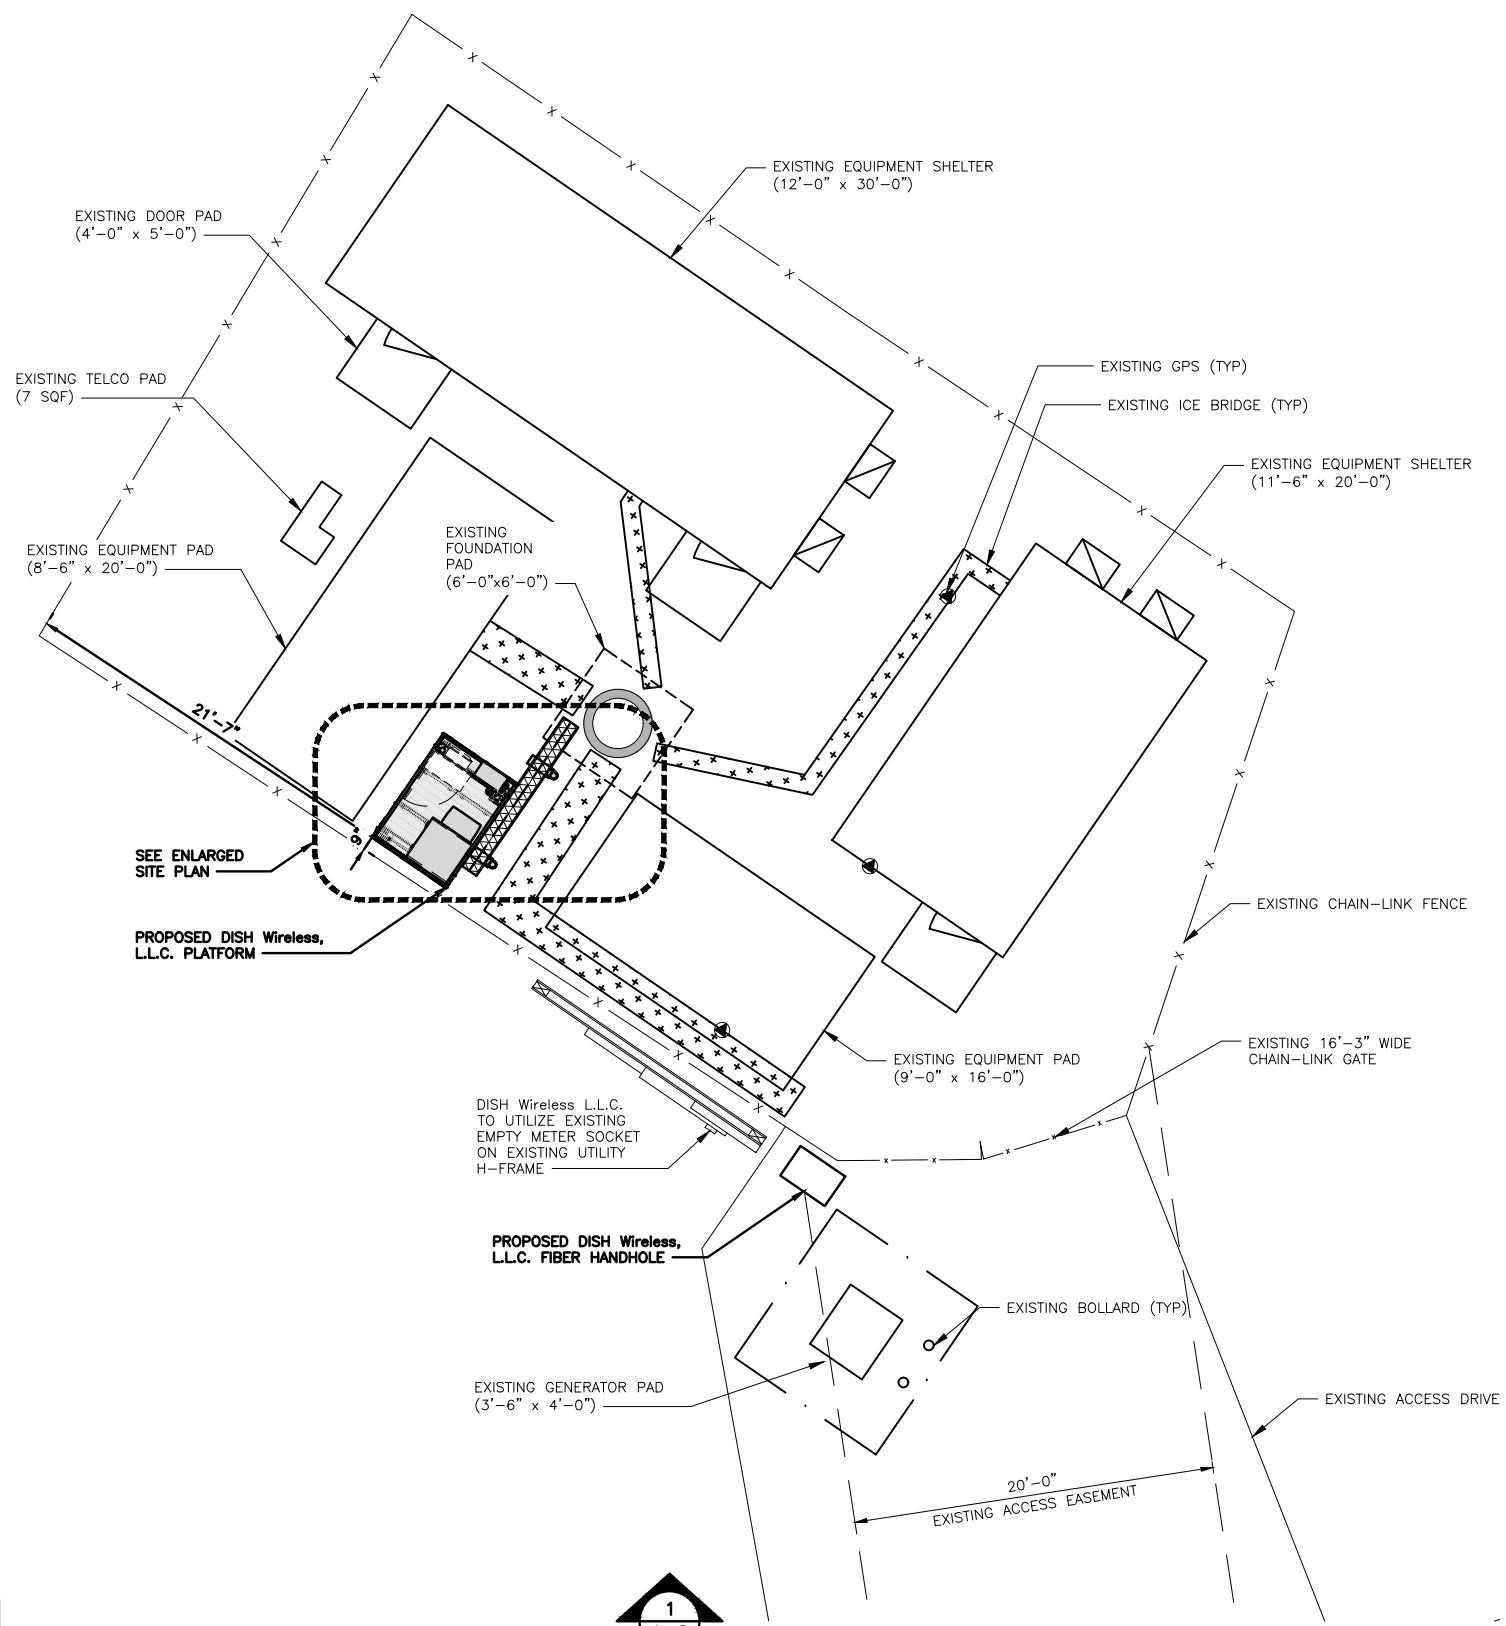 EXISTING EQUIPMENT SHELTER
(12'-0" x 30'-0")
EXISTING DOOR PAD
(4'-0" x 5'-0")
EXISTING TELCO PAD
(7 SQF)
EXISTING GPS (TYP)
EXISTING ICE BRIDGE (TYP)
EXISTING EQUIPMENT SHELTER
(11'-6" x 20'-0")
EXISTING
FOUNDATION
PAD
(6'-0"x6'-0")
EXISTING EQUIPMENT PAD
(8'-6" x 20'-0")
21'-7"
SEE ENLARGED
SITE PLAN
PROPOSED DISH Wireless,
L.L.C. PLATFORM
EXISTING CHAIN-LINK FENCE
EXISTING 16'-3" WIDE
CHAIN-LINK GATE
EXISTING EQUIPMENT PAD
(9'-0" x 16'-0")
DISH Wireless L.L.C.
TO UTILIZE EXISTING
EMPTY METER SOCKET
ON EXISTING UTILITY
H-FRAME
PROPOSED DISH Wireless,
L.L.C. FIBER HANDHOLE
EXISTING BOLLARD (TYP)
EXISTING GENERATOR PAD
(3'-6" x 4'-0")
EXISTING ACCESS DRIVE
20'-0"
EXISTING ACCESS EASEMENT
1